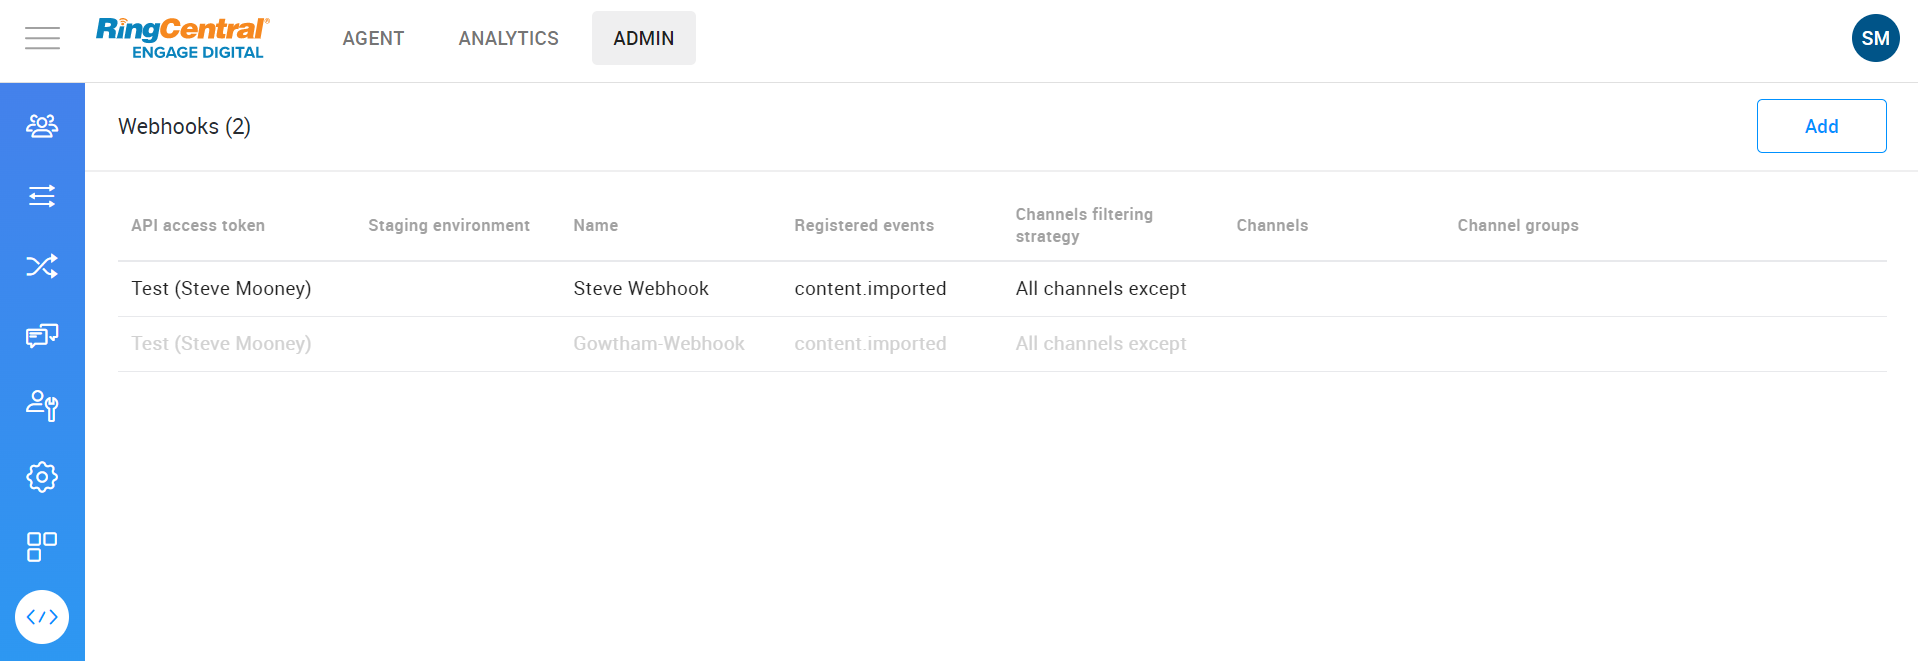 RingCentral®
ENGAGE DIGITAL
AGENT
ANALYTICS
ADMIN
SM
Webhooks (2)
Add
API access token
Staging environment
Name
Registered events
Channels filtering
strategy
Channels
Channel groups
Test (Steve Mooney)
Steve Webhook
content.imported
All channels except
Test (Steve Mooney)
Gowtham-Webhook
content.imported
All channels except